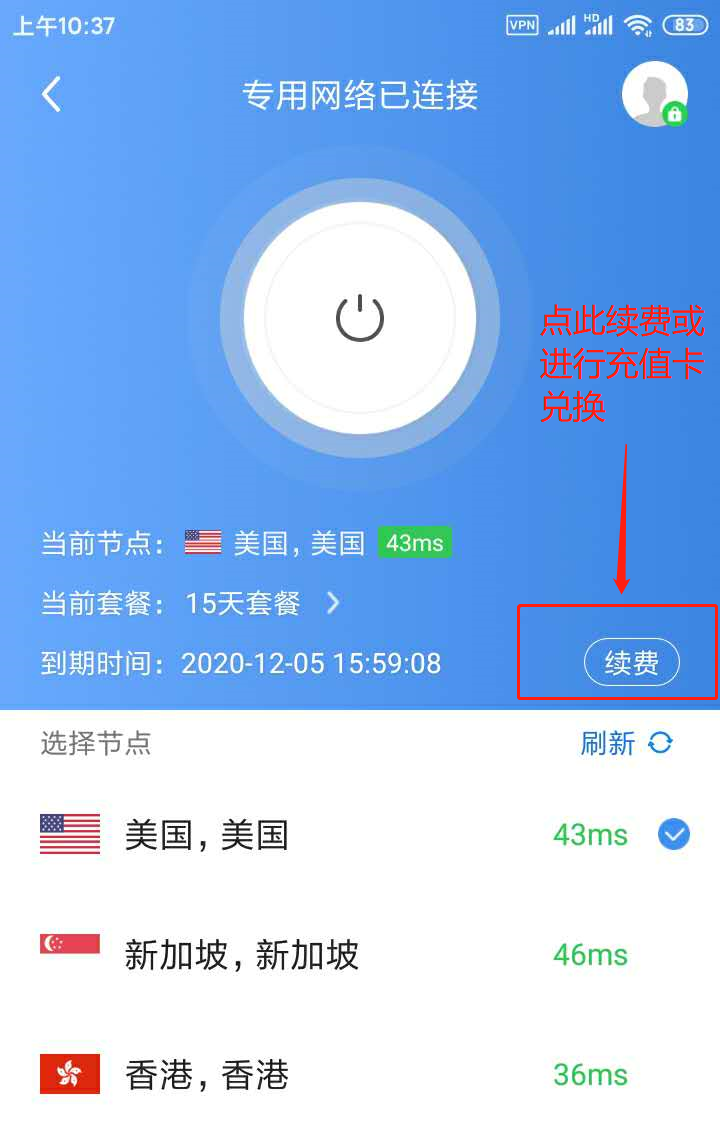 上午10:37
VPN
HD
83
专用网络已连接
点此续费或
进行充值卡
兑换
当前节点： 美国, 美国 43ms
当前套餐： 15天套餐
到期时间： 2020-12-05 15:59:08
续费
选择节点
刷新
美国, 美国
43ms
新加坡, 新加坡
46ms
香港, 香港
36ms